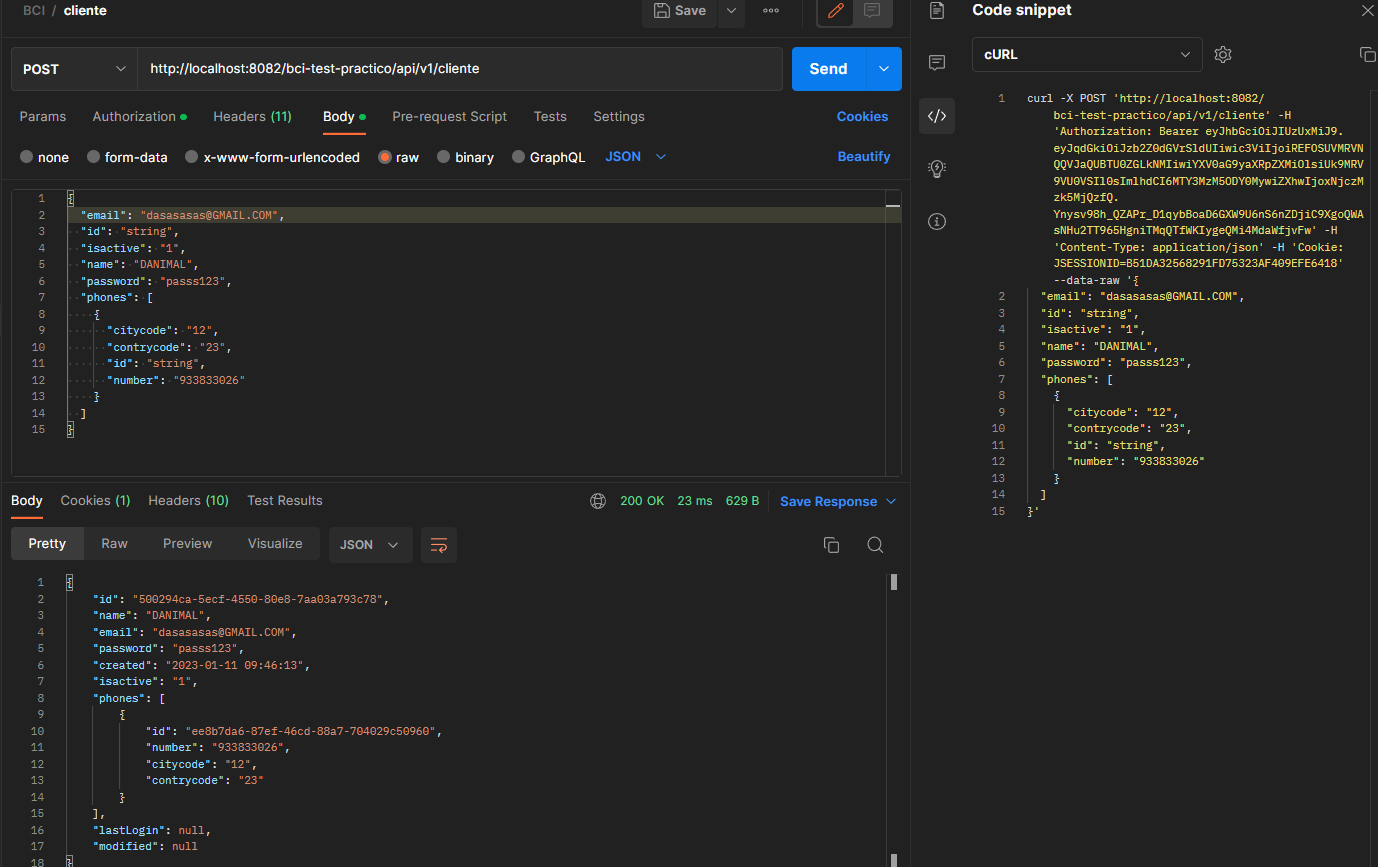 BCI / cliente
Save
POST
http://localhost:8082/bci-test-practico/api/v1/cliente
Send
Params Authorization Headers (11) Body Pre-request Script Tests Settings Cookies
none form-data x-www-form-urlencoded raw binary GraphQL JSON Beautify
1 {
2 "email": "dasasasas@GMAIL.COM",
3 "id": "string",
4 "isactive": "1",
5 "name": "DANIMAL",
6 "password": "passs123",
7 "phones": [
8 {
9 "citycode": "12",
10 "contrycode": "23",
11 "id": "string",
12 "number": "933833026"
13 }
14 ]
15 }
Body Cookies (1) Headers (10) Test Results 200 OK 23 ms 629 B Save Response
Pretty Raw Preview Visualize JSON
1 {
2 "id": "500294ca-5ecf-4550-80e8-7aa03a793c78",
3 "name": "DANIMAL",
4 "email": "dasasasas@GMAIL.COM",
5 "password": "passs123",
6 "created": "2023-01-11 09:46:13",
7 "isactive": "1",
8 "phones": [
9 {
10 "id": "ee8b7da6-87ef-46cd-88a7-704029c50960",
11 "number": "933833026",
12 "citycode": "12",
13 "contrycode": "23"
14 }
15 ],
16 "lastLogin": null,
17 "modified": null
18 }
Code snippet
cURL
1 curl -X POST 'http://localhost:8082/
bci-test-practico/api/v1/cliente' -H
'Authorization: Bearer eyJhbGciOiJIUzUxMiJ9.
eyJqdGkiOiJzb2Z0dGVrSldUIiwic3ViIjoiREFOSUVMRVN
QQVJaQUBTU0ZGLkNMIiwiYXV0aG9yaXRpZXMiOlsiUk9MRV
9VU0VSIl0sImlhdCI6MTY3MzM5ODY0MywiZXhwIjoxNjczM
zk5MjQzfQ.
Ynysv98h_QZAPr_D1qybBoaD6GXW9U6nS6nZDjiC9XgoQWA
sNHu2TT965HgniTMqQTfWKIygeQMi4MdaWfjvFw' -H
'Content-Type: application/json' -H 'Cookie:
JSESSIONID=B51DA32568291FD75323AF409EFE6418'
--data-raw '{
2 "email": "dasasasas@GMAIL.COM",
3 "id": "string",
4 "isactive": "1",
5 "name": "DANIMAL",
6 "password": "passs123",
7 "phones": [
8 {
9 "citycode": "12",
10 "contrycode": "23",
11 "id": "string",
12 "number": "933833026"
13 }
14 ]
15 }'